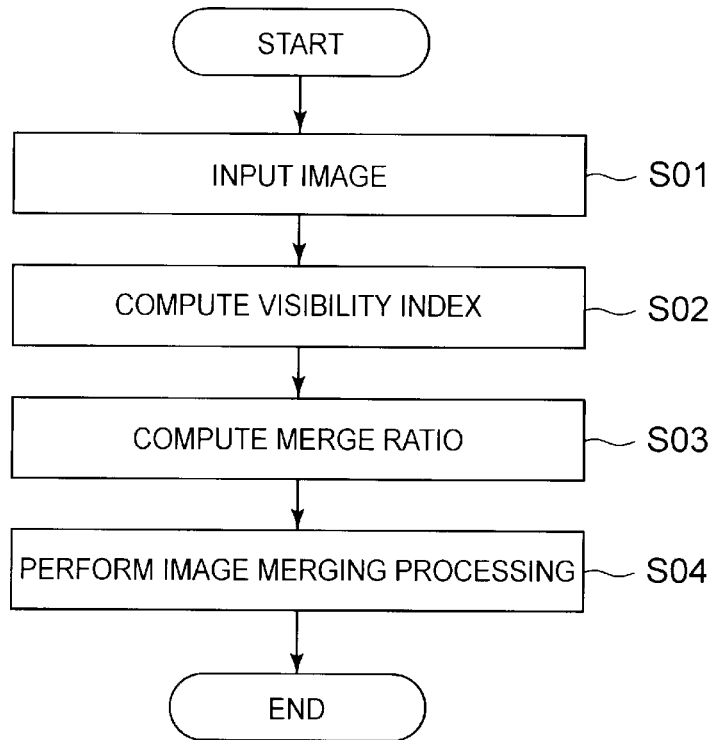 START
INPUT IMAGE
S01
COMPUTE VISIBILITY INDEX
S02
COMPUTE MERGE RATIO
S03
PERFORM IMAGE MERGING PROCESSING
S04
END